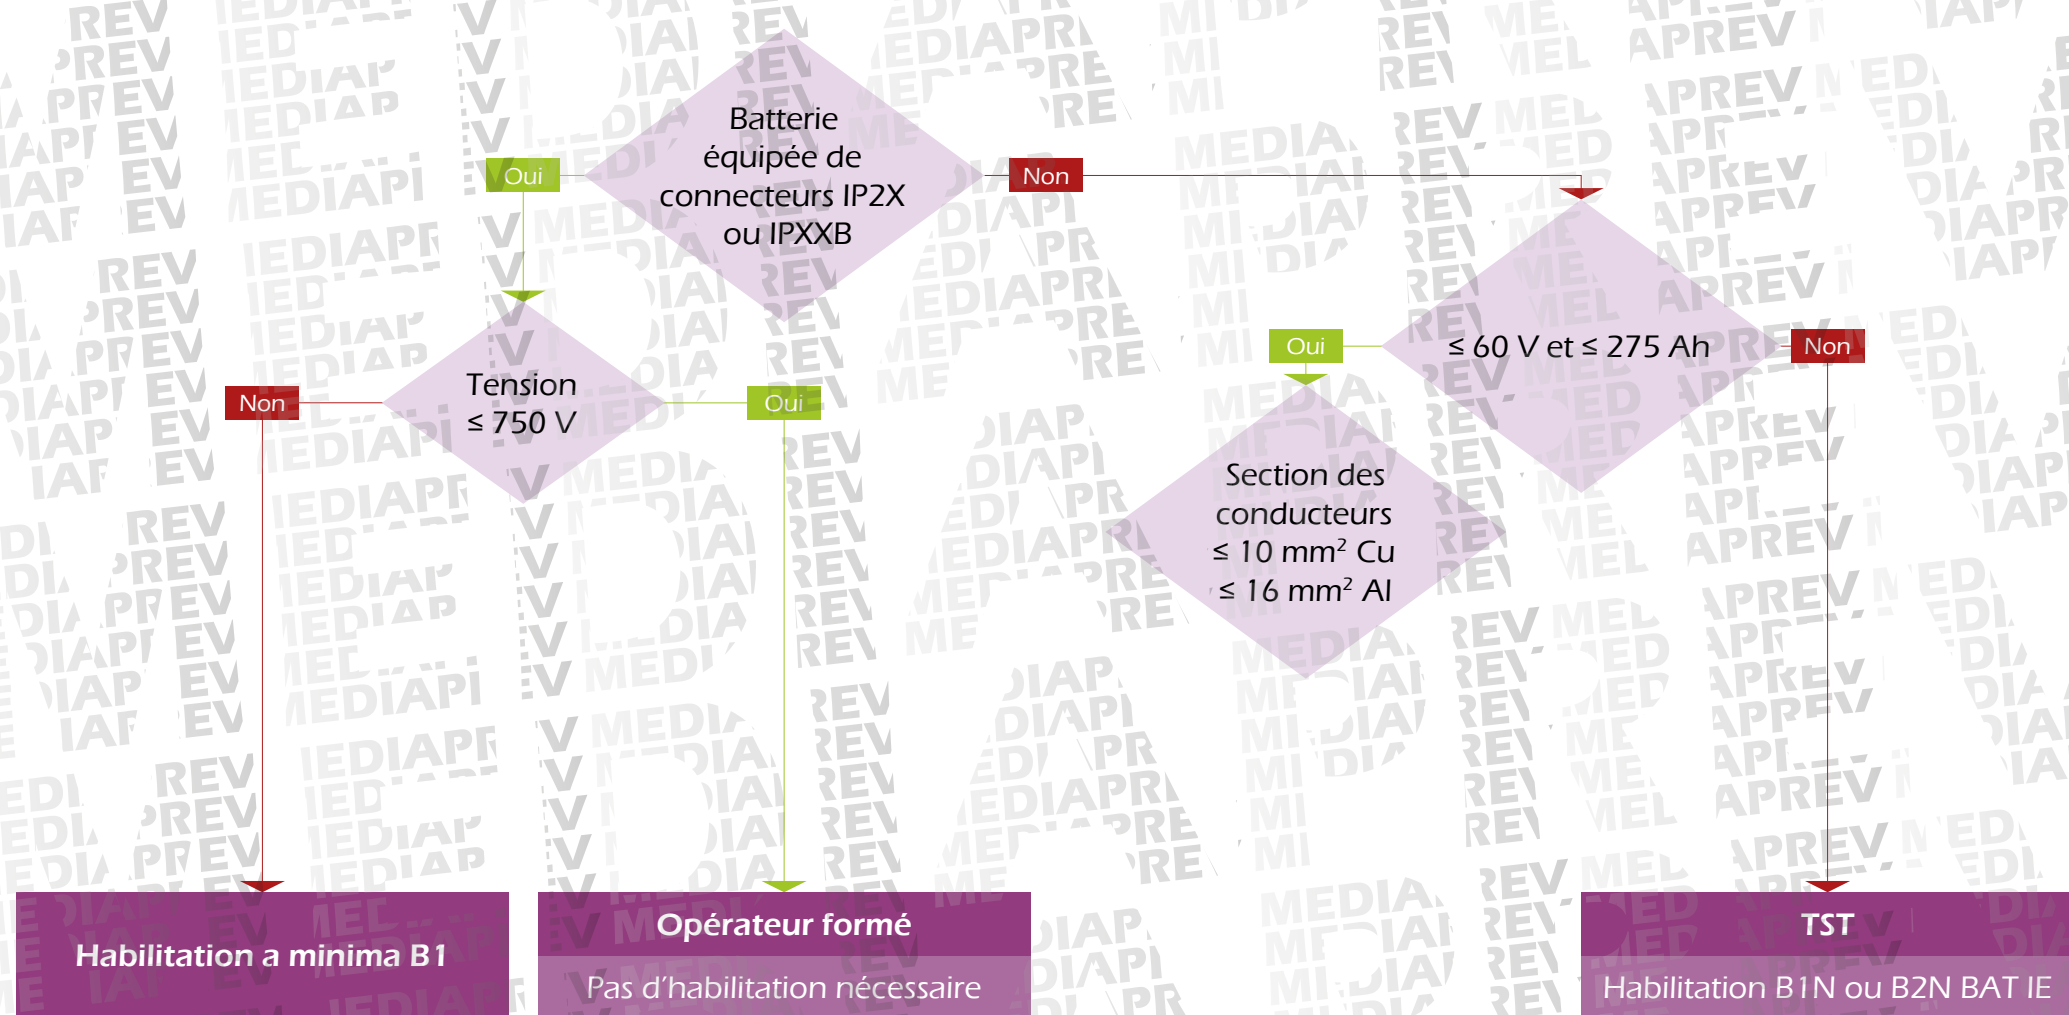 Batterie
équipée de
connecteurs IP2X
ou IPXXB
Oui
Non
Tension
≤ 750 V
Non
Oui
≤ 60 V et ≤ 275 Ah
Oui
Non
Section des
conducteurs
≤ 10 mm² Cu
≤ 16 mm² Al
Habilitation a minima B1
Opérateur formé
Pas d’habilitation nécessaire
TST
Habilitation B1N ou B2N BAT IE